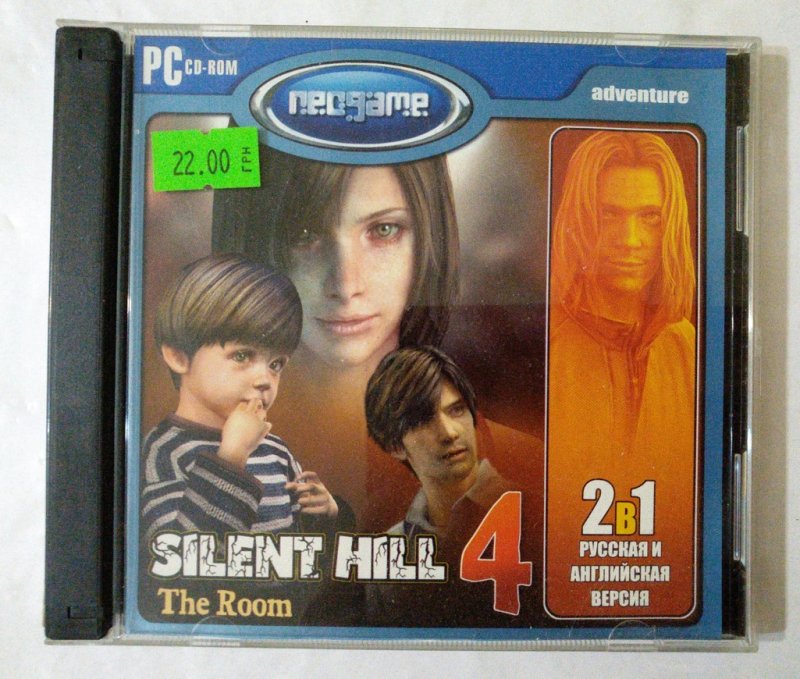 PC CD-ROM
neogame
adventure
22.00 ГРН
SILENT HILL 4
The Room
2в1
РУССКАЯ И
АНГЛИЙСКАЯ
ВЕРСИЯ